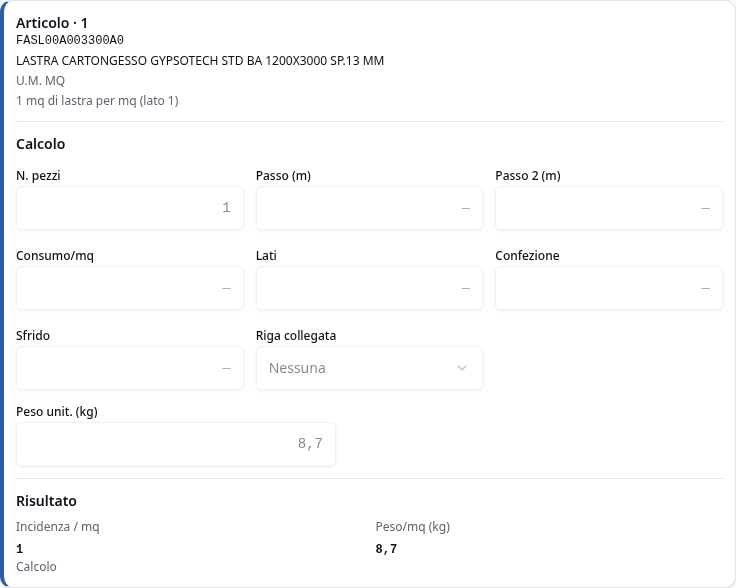 Articolo · 1
FASL00A003300A0
LASTRA CARTONGESSO GYPSOTECH STD BA 1200X3000 SP.13 MM
U.M. MQ
1 mq di lastra per mq (lato 1)
Calcolo
N. pezzi
Passo (m)
Passo 2 (m)
1
–
–
Consumo/mq
Lati
Confezione
–
–
–
Sfrido
Riga collegata
–
Nessuna
Peso unit. (kg)
8,7
Risultato
Incidenza / mq
Peso/mq (kg)
1
8,7
Calcolo